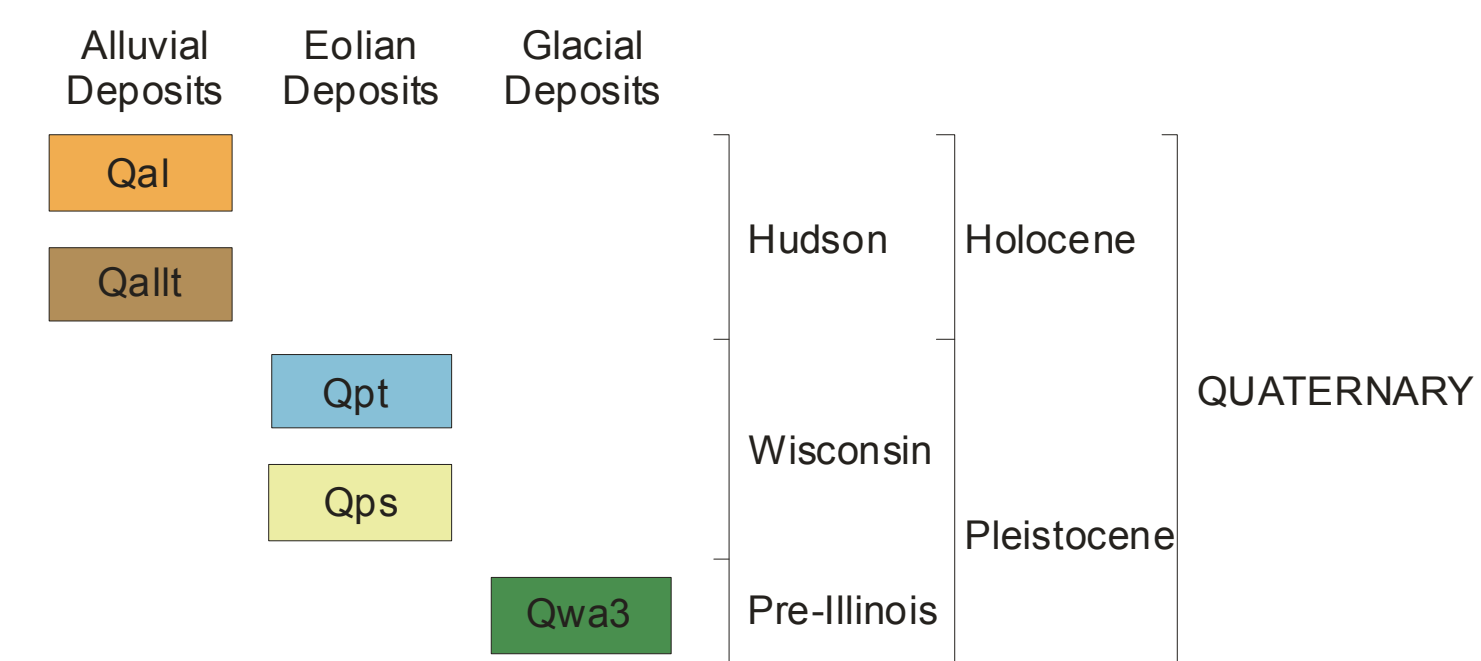 Alluvial
Deposits
Eolian
Deposits
Glacial
Deposits
Qal
Hudson
Holocene
Qallt
Qpt
QUATERNARY
Wisconsin
Qps
Pleistocene
Qwa3
Pre-Illinois